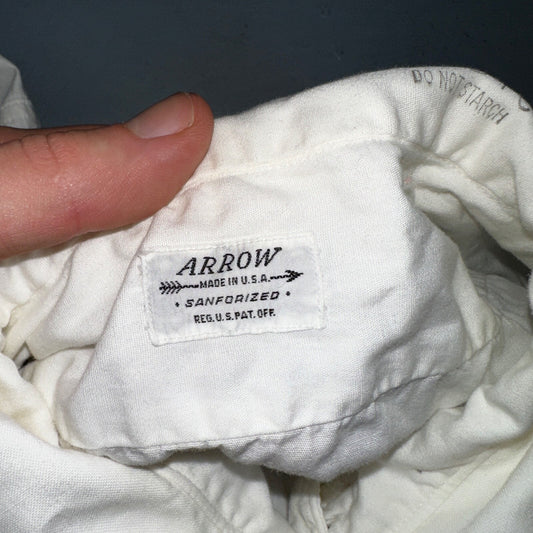 DO NOT STARCH
ARROW
MADE IN U.S.A.
• SANFORIZED •
REG. U.S. PAT. OFF.